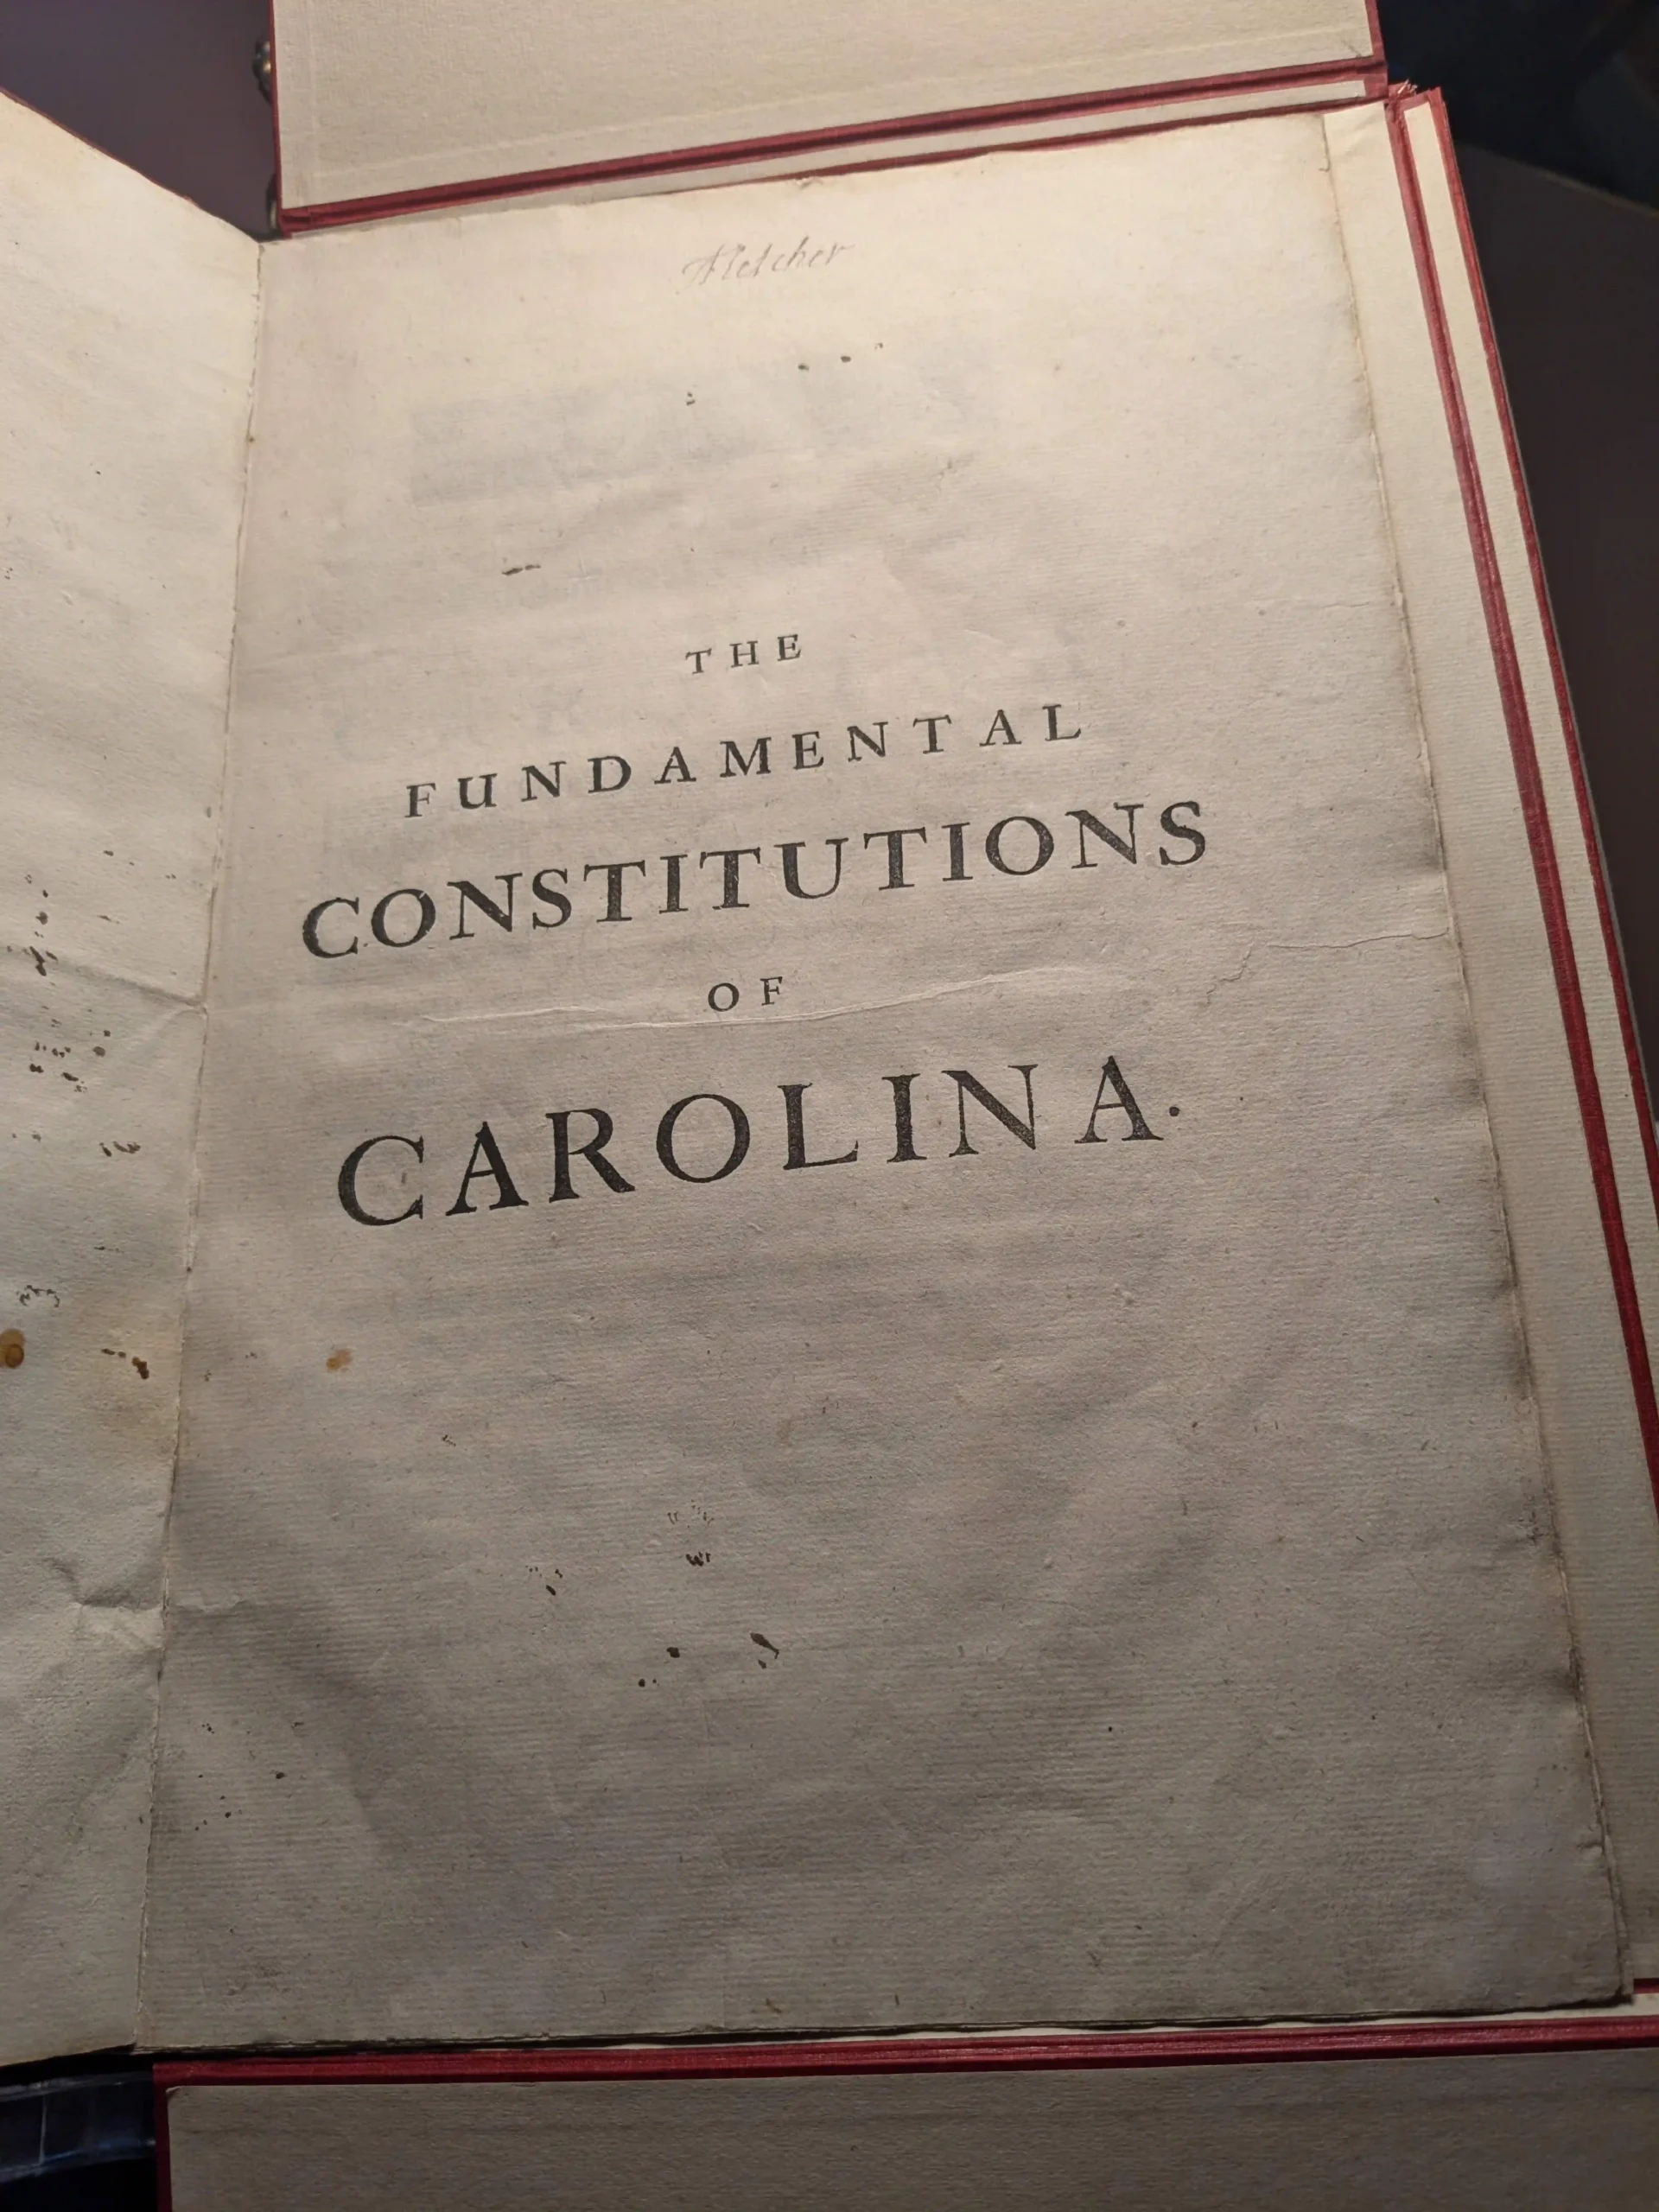 Fletcher
THE
FUNDAMENTAL
CONSTITUTIONS
OF
CAROLINA.